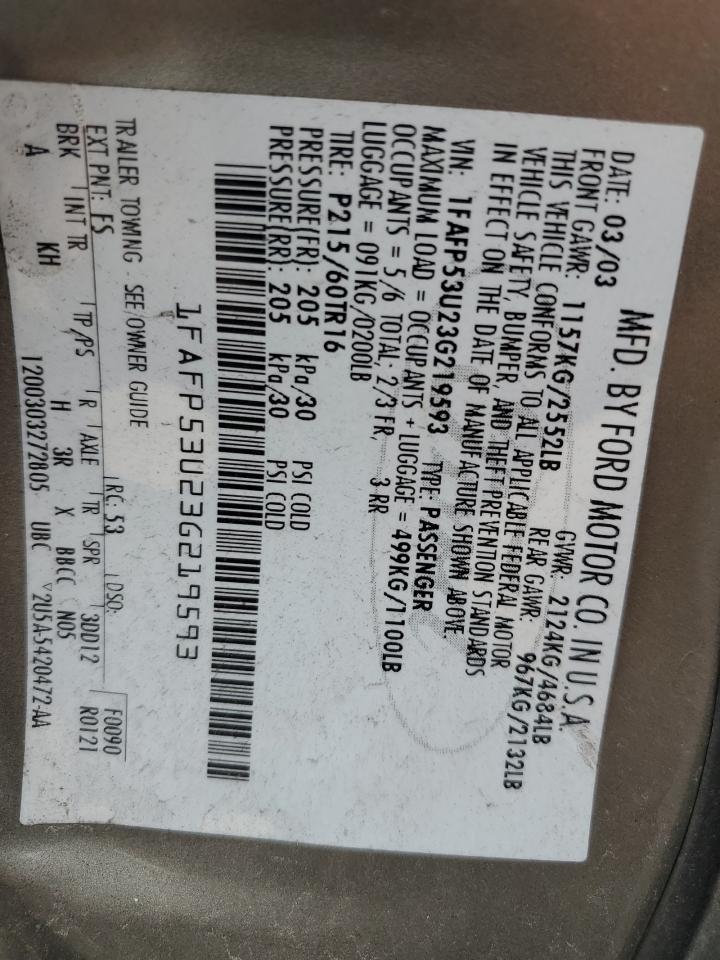 MFD. BY FORD MOTOR CO. IN U.S.A.
DATE: 03/03 GVWR: 2124KG/4684LB
FRONT GAWR: 1157KG/2552LB REAR GAWR: 967KG/2132LB
THIS VEHICLE CONFORMS TO ALL APPLICABLE FEDERAL MOTOR
VEHICLE SAFETY, BUMPER, AND THEFT PREVENTION STANDARDS
IN EFFECT ON THE DATE OF MANUFACTURE SHOWN ABOVE.
VIN: 1FAFP53U23G219593 TYPE: PASSENGER
MAXIMUM LOAD = OCCUPANTS + LUGGAGE = 499KG/1100LB
OCCUPANTS = 5/6 TOTAL: 2/3 FR, 3 RR
LUGGAGE = 091KG/0200LB
TIRE: P215/60TR16
PRESSURE(FR): 205 kPa/30 PSI COLD
PRESSURE(RR): 205 kPa/30 PSI COLD
1FAFP53U23G219593
TRAILER TOWING - SEE OWNER GUIDE
EXT PNT: FS RC: 53 DSO: F0090
BRK INT TR TP/PS R AXLE TR SPR 30D12 R0121
A KH H 3R X BBCC N05
1200303272805 UBC 2U5A-5420472-AA